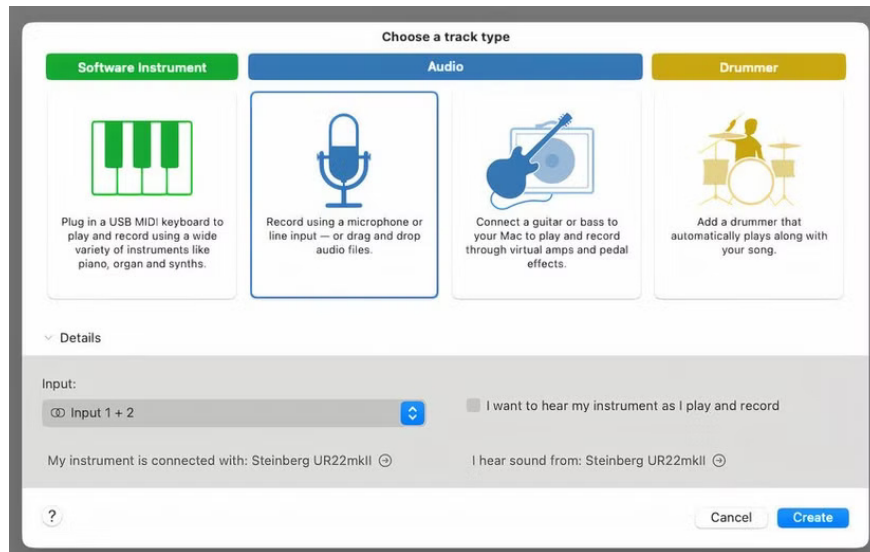 Choose a track type
Software Instrument
Audio
Drummer
Plug in a USB MIDI keyboard to
play and record using a wide
variety of instruments like
piano, organ and synths.
Record using a microphone or
line input — or drag and drop
audio files.
Connect a guitar or bass to
your Mac to play and record
through virtual amps and pedal
effects.
Add a drummer that
automatically plays along with
your song.
Details
Input:
Input 1 + 2
I want to hear my instrument as I play and record
My instrument is connected with: Steinberg UR22mkII
I hear sound from: Steinberg UR22mkII
?
Cancel
Create